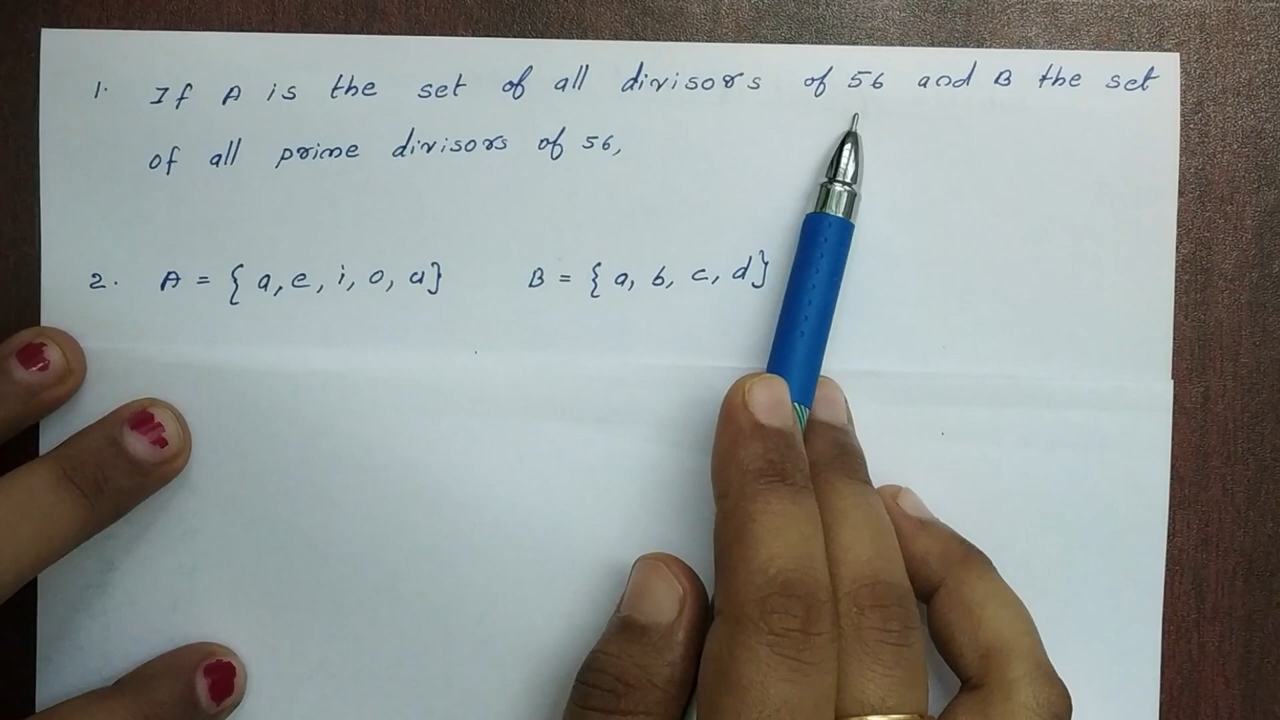 1. If A is the set of all divisors of 56 and B the set
of all prime divisors of 56,
2. A = { a, e, i, o, u} B = { a, b, c, d}